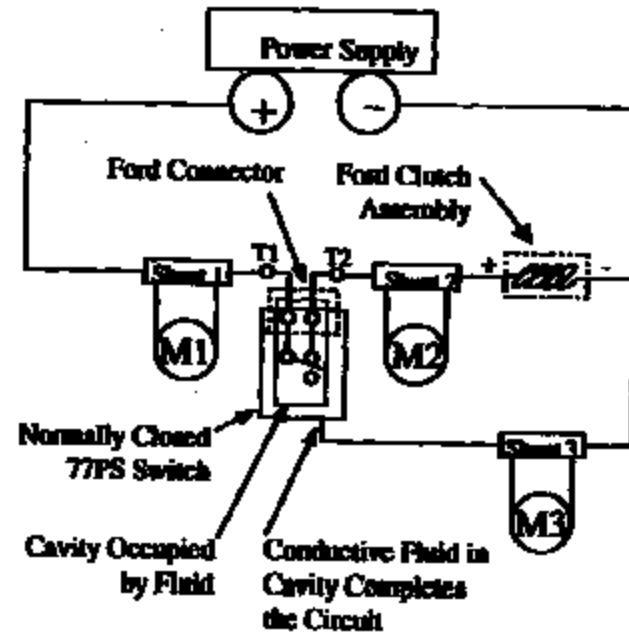 Power Supply
+
-
Ford Connector
Ford Clutch
Assembly
T1
T2
Shunt 1
Shunt 2
+
-
M1
M2
Normally Closed
77PS Switch
Shunt 3
M3
Cavity Occupied
by Fluid
Conductive Fluid in
Cavity Completes
the Circuit